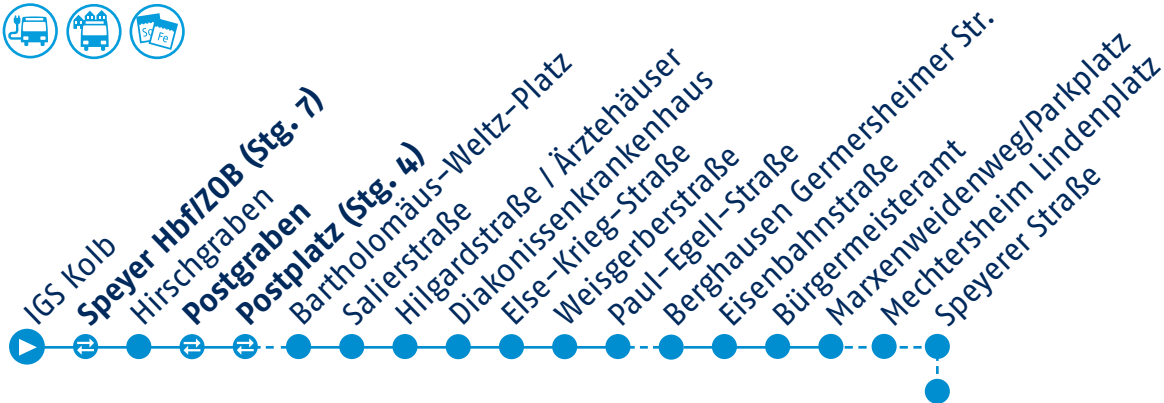 So Fe
IGS Kolb
Speyer Hbf/ZOB (Stg. 7)
Hirschgraben
Postgraben
Postplatz (Stg. 4)
Bartholomäus-Weltz-Platz
Salierstraße
Hilgardstraße / Ärztehäuser
Diakonissenkrankenhaus
Else-Krieg-Straße
Weisgerberstraße
Paul-Egell-Straße
Berghausen Germersheimer Str.
Eisenbahnstraße
Bürgermeisteramt
Marxenweidenweg/Parkplatz
Mechtersheim Lindenplatz
Speyerer Straße